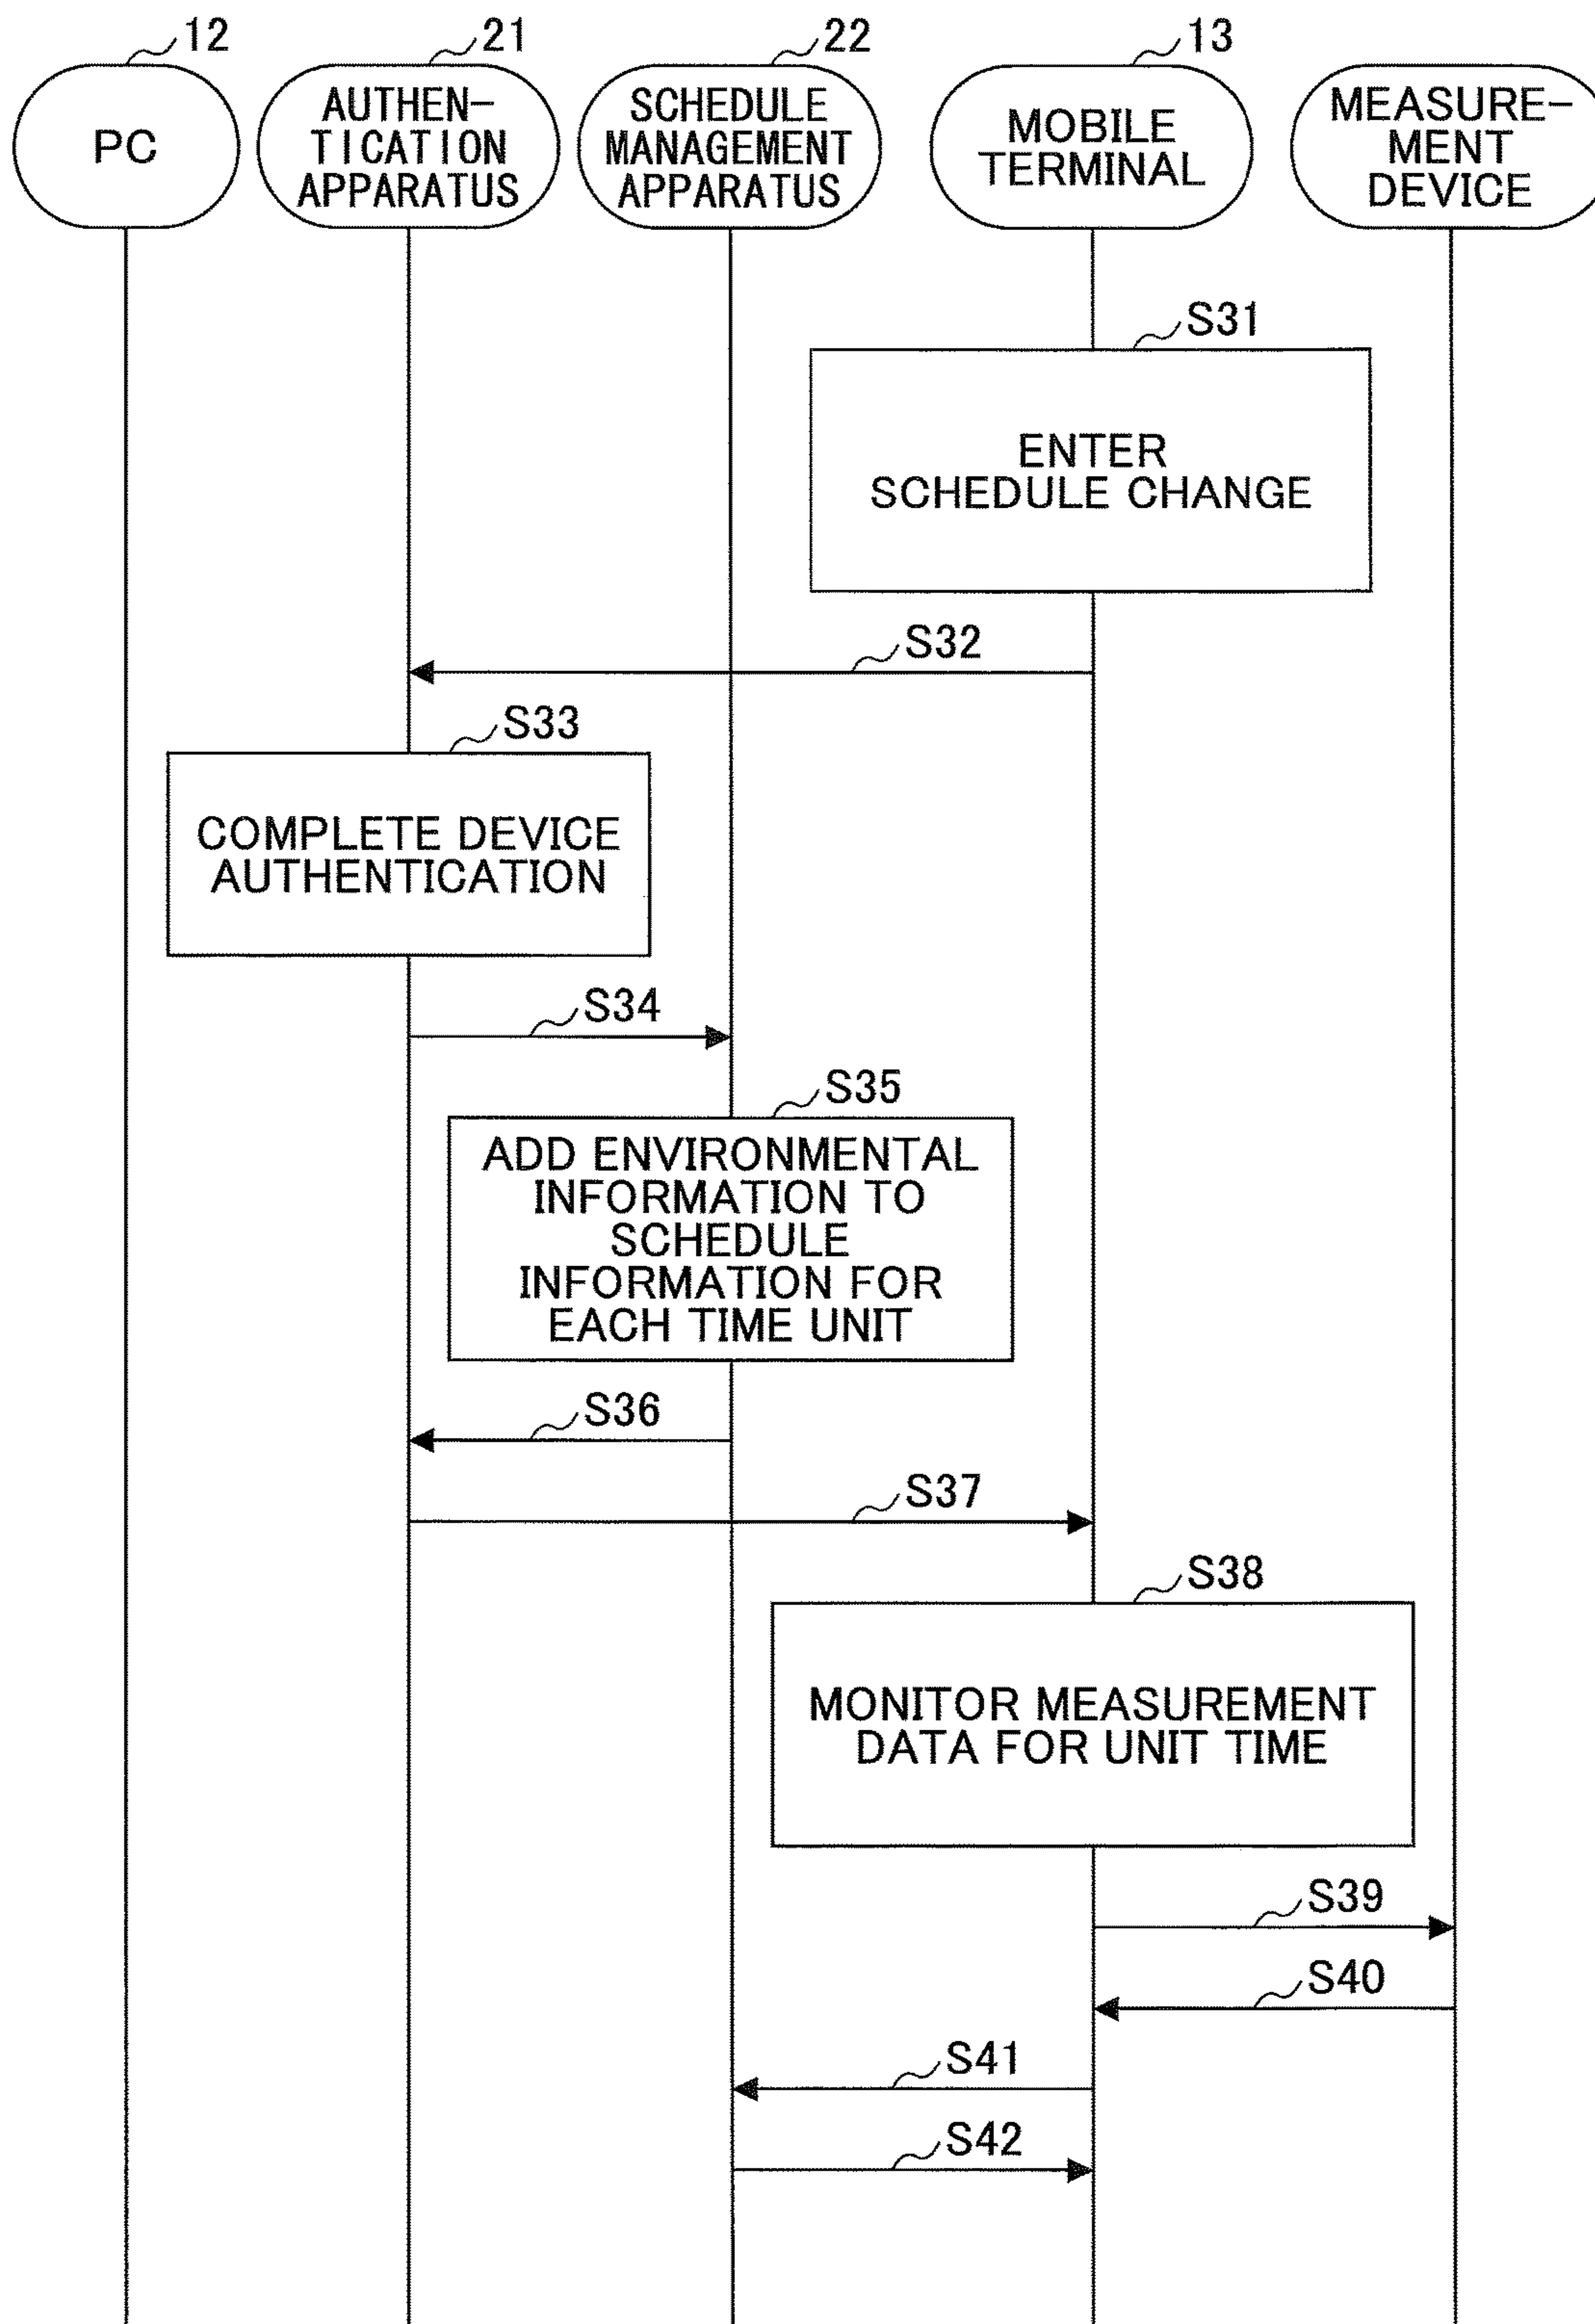 12
21
22
13
PC
AUTHEN-
TICATION
APPARATUS
SCHEDULE
MANAGEMENT
APPARATUS
MOBILE
TERMINAL
MEASURE-
MENT
DEVICE
S31
ENTER
SCHEDULE CHANGE
S32
S33
COMPLETE DEVICE
AUTHENTICATION
S34
S35
ADD ENVIRONMENTAL
INFORMATION TO
SCHEDULE
INFORMATION FOR
EACH TIME UNIT
S36
S37
S38
MONITOR MEASUREMENT
DATA FOR UNIT TIME
S39
S40
S41
S42